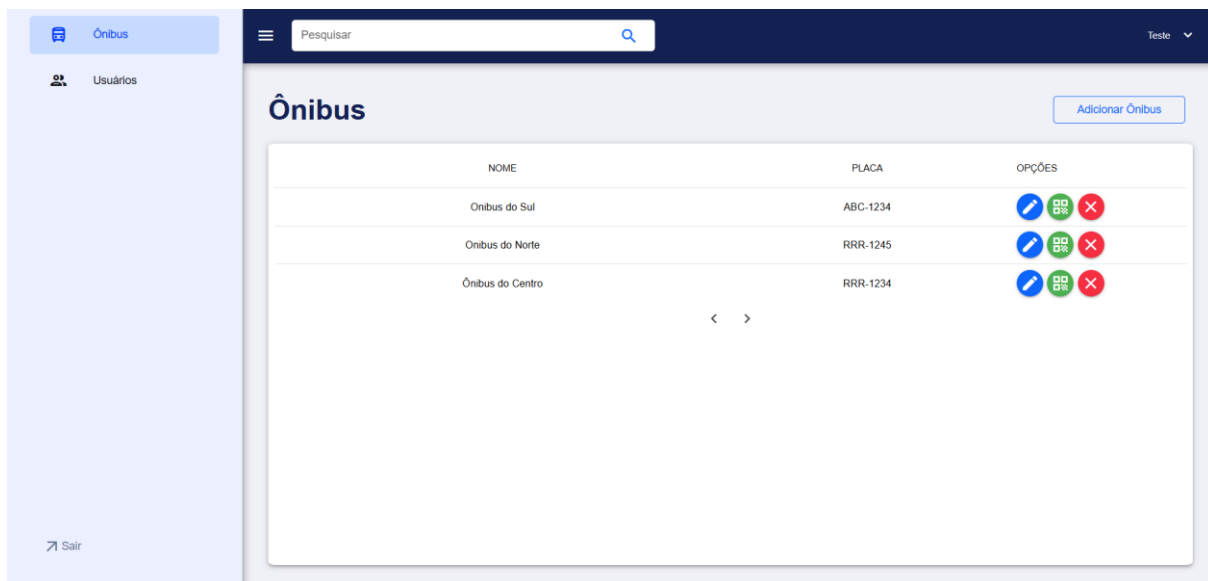 Ônibus
Usuários
Sair
Pesquisar
Teste
Ônibus
Adicionar Ônibus
NOME PLACA OPÇÕES
Onibus do Sul ABC-1234
Onibus do Norte RRR-1245
Ônibus do Centro RRR-1234